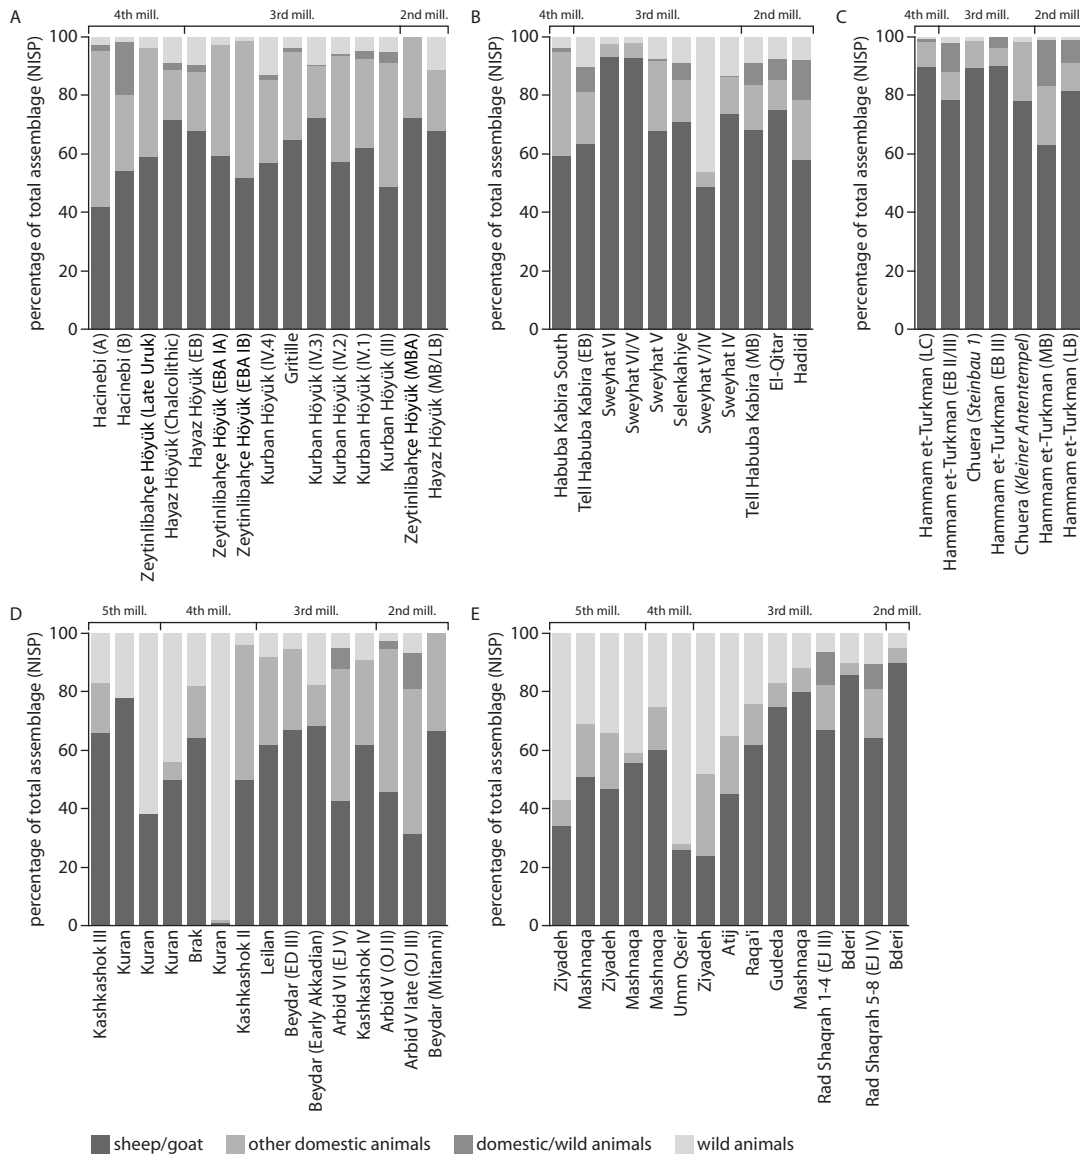 A
4th mill.
3rd mill.
2nd mill.
percentage of total assemblage (NISP)
100
80
60
40
20
0
Hacinebi (A)
Hacinebi (B)
Zeytinlibahçe Höyük (Late Uruk)
Hayaz Höyük (Chalcolithic)
Hayaz Höyük (EB)
Zeytinlibahçe Höyük (EBA IA)
Zeytinlibahçe Höyük (EBA IB)
Kurban Höyük (IV.4)
Gritille
Kurban Höyük (IV.3)
Kurban Höyük (IV.2)
Kurban Höyük (IV.1)
Kurban Höyük (III)
Zeytinlibahçe Höyük (MBA)
Hayaz Höyük (MB/LB)
B
4th mill.
3rd mill.
2nd mill.
percentage of total assemblage (NISP)
100
80
60
40
20
0
Habuba Kabira South
Tell Habuba Kabira (EB)
Sweyhat VI
Sweyhat VI/V
Sweyhat V
Selenkahiye
Sweyhat V/IV
Sweyhat IV
Tell Habuba Kabira (MB)
El-Qitar
Hadidi
C
4th mill.
3rd mill.
2nd mill.
percentage of total assemblage (NISP)
100
80
60
40
20
0
Hammam et-Turkman (LC)
Hammam et-Turkman (EB II/III)
Chuera (Steinbau 1)
Hammam et-Turkman (EB III)
Chuera (Kleiner Antentempel)
Hammam et-Turkman (MB)
Hammam et-Turkman (LB)
D
5th mill.
4th mill.
3rd mill.
2nd mill.
percentage of total assemblage (NISP)
100
80
60
40
20
0
Kashkashok III
Kuran
Kuran
Kuran
Brak
Kuran
Kashkashok II
Leilan
Beydar (ED III)
Beydar (Early Akkadian)
Arbid VI (EJ V)
Kashkashok IV
Arbid V (OJ II)
Arbid V late (OJ III)
Beydar (Mitanni)
E
5th mill.
4th mill.
3rd mill.
2nd mill.
percentage of total assemblage (NISP)
100
80
60
40
20
0
Ziyadeh
Mashnaqa
Ziyadeh
Mashnaqa
Mashnaqa
Umm Qseir
Ziyadeh
Atij
Raqa'i
Gudeda
Mashnaqa
Rad Shaqrah 1-4 (EJ III)
Bderi
Rad Shaqrah 5-8 (EJ IV)
Bderi
sheep/goat
other domestic animals
domestic/wild animals
wild animals